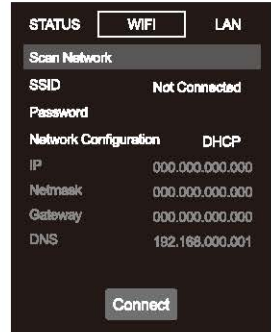 STATUS WIFI LAN
Scan Network
SSID Not Connected
Password
Network Configuration DHCP
IP 000.000.000.000
Netmask 000.000.000.000
Gateway 000.000.000.000
DNS 192.168.000.001
Connect